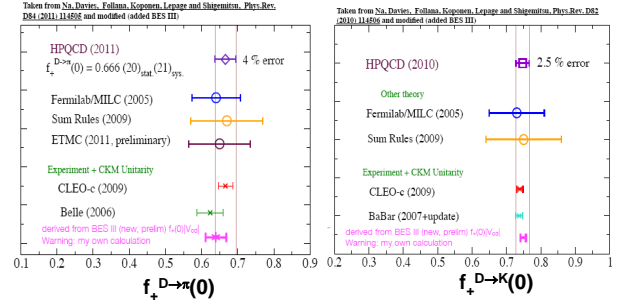 Taken from Na, Davies, Follana, Koponen, Lepage and Shigemitsu, Phys.Rev.
D84 (2011) 114505 and modified (added BES III)
HPQCD (2011)
f₊^D->π(0) = 0.666 (20)stat.(21)sys.
4 % error
Fermilab/MILC (2005)
Sum Rules (2009)
ETMC (2011, preliminary)
Experiment + CKM Unitarity
CLEO-c (2009)
Belle (2006)
derived from BES III (new, prelim) f₊(0)|Vcd|
Warning: my own calculation
0.1 0.2 0.3 0.4 0.5 0.6 0.7 0.8 0.9
f₊^D→π(0)
Taken from Na, Davies, Follana, Koponen, Lepage and Shigemitsu, Phys.Rev. D82
(2010) 114506 and modified (added BES III)
HPQCD (2010)
2.5 % error
Other theory
Fermilab/MILC (2005)
Sum Rules (2009)
Experiment + CKM Unitarity
CLEO-c (2009)
BaBar (2007+update)
derived from BES III (new, prelim) f₊(0)|Vcs|
Warning: my own calculation
0.2 0.3 0.4 0.5 0.6 0.7 0.8 0.9 1
f₊^D→K(0)